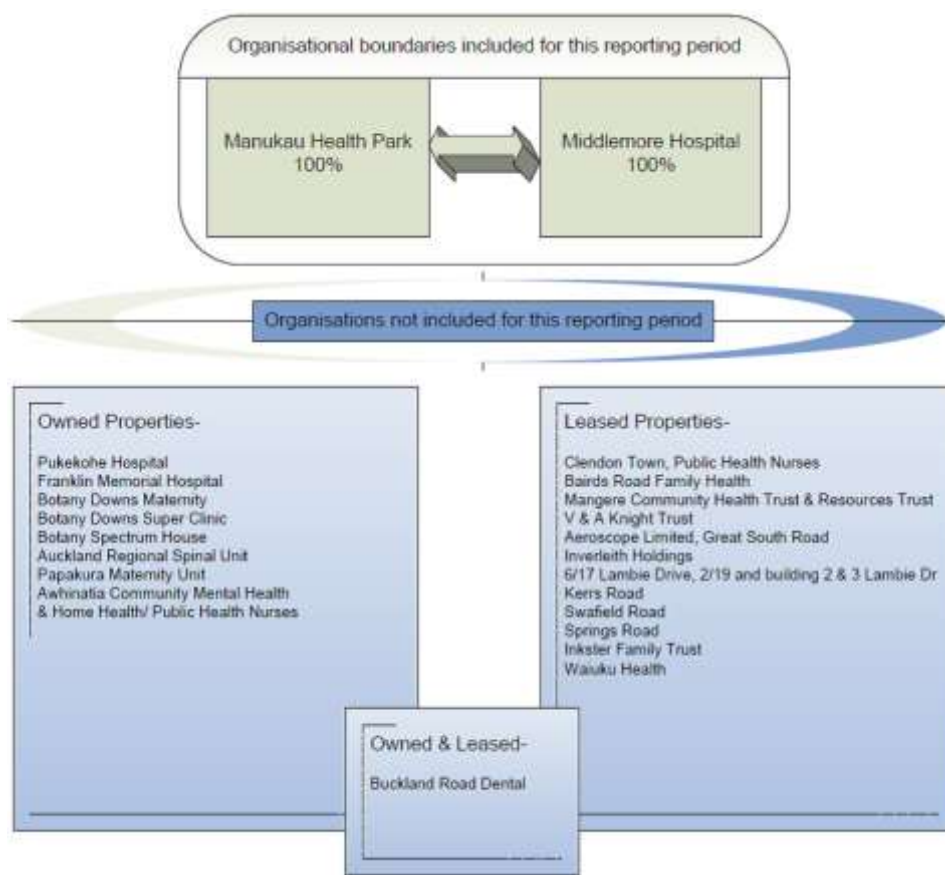 Organisational boundaries included for this reporting period
Manukau Health Park
100%
Middlemore Hospital
100%
Organisations not included for this reporting period
Owned Properties-
Pukekohe Hospital
Franklin Memorial Hospital
Botany Downs Maternity
Botany Downs Super Clinic
Botany Spectrum House
Auckland Regional Spinal Unit
Papakura Maternity Unit
Awhinatia Community Mental Health
& Home Health/ Public Health Nurses
Leased Properties-
Clendon Town, Public Health Nurses
Bairds Road Family Health
Mangere Community Health Trust & Resources Trust
V & A Knight Trust
Aeroscope Limited, Great South Road
Inverleith Holdings
6/17 Lambie Drive, 2/19 and building 2 & 3 Lambie Dr
Kerrs Road
Swafield Road
Springs Road
Inkster Family Trust
Waiuku Health
Owned & Leased-
Buckland Road Dental